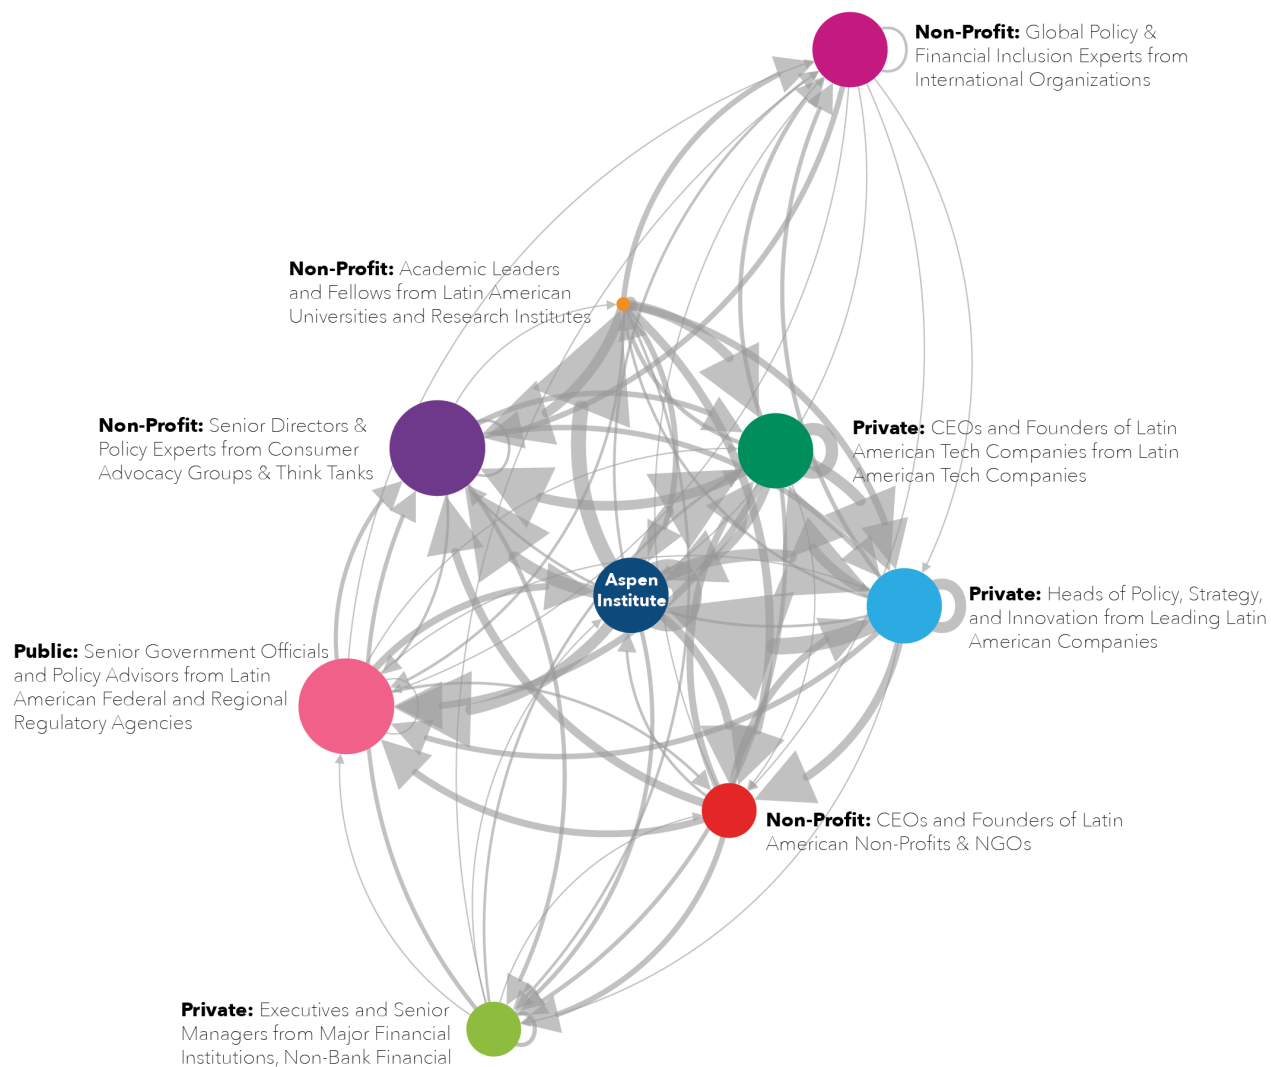 Non-Profit: Global Policy &
Financial Inclusion Experts from
International Organizations
Non-Profit: Academic Leaders
and Fellows from Latin American
Universities and Research Institutes
Non-Profit: Senior Directors &
Policy Experts from Consumer
Advocacy Groups & Think Tanks
Private: CEOs and Founders of Latin
American Tech Companies from Latin
American Tech Companies
Aspen
Institute
Private: Heads of Policy, Strategy,
and Innovation from Leading Latin
American Companies
Public: Senior Government Officials
and Policy Advisors from Latin
American Federal and Regional
Regulatory Agencies
Non-Profit: CEOs and Founders of Latin
American Non-Profits & NGOs
Private: Executives and Senior
Managers from Major Financial
Institutions, Non-Bank Financial